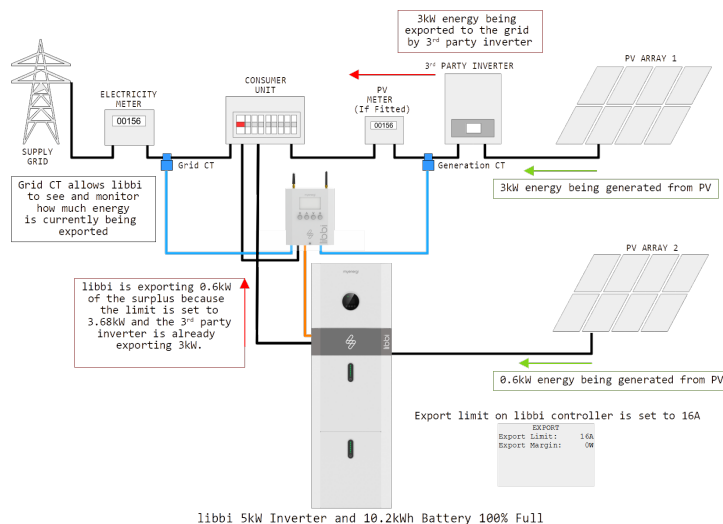 3kW energy being
exported to the grid
by 3rd party inverter
PV ARRAY 1
3rd PARTY INVERTER
CONSUMER
UNIT
ELECTRICITY
METER
PV
METER
(If Fitted)
00156
00156
SUPPLY
GRID
Grid CT
Generation CT
Grid CT allows libbi
to see and monitor
how much energy
is currently being
exported
3kW energy being generated from PV
libbi
PV ARRAY 2
libbi is exporting 0.6kW
of the surplus because
the limit is set to
3.68kW and the 3rd party
inverter is already
exporting 3kW.
libbi
0.6kW energy being generated from PV
Export limit on libbi controller is set to 16A
EXPORT
Export Limit: 16A
Export Margin: 0W
libbi 5kW Inverter and 10.2kWh Battery 100% Full